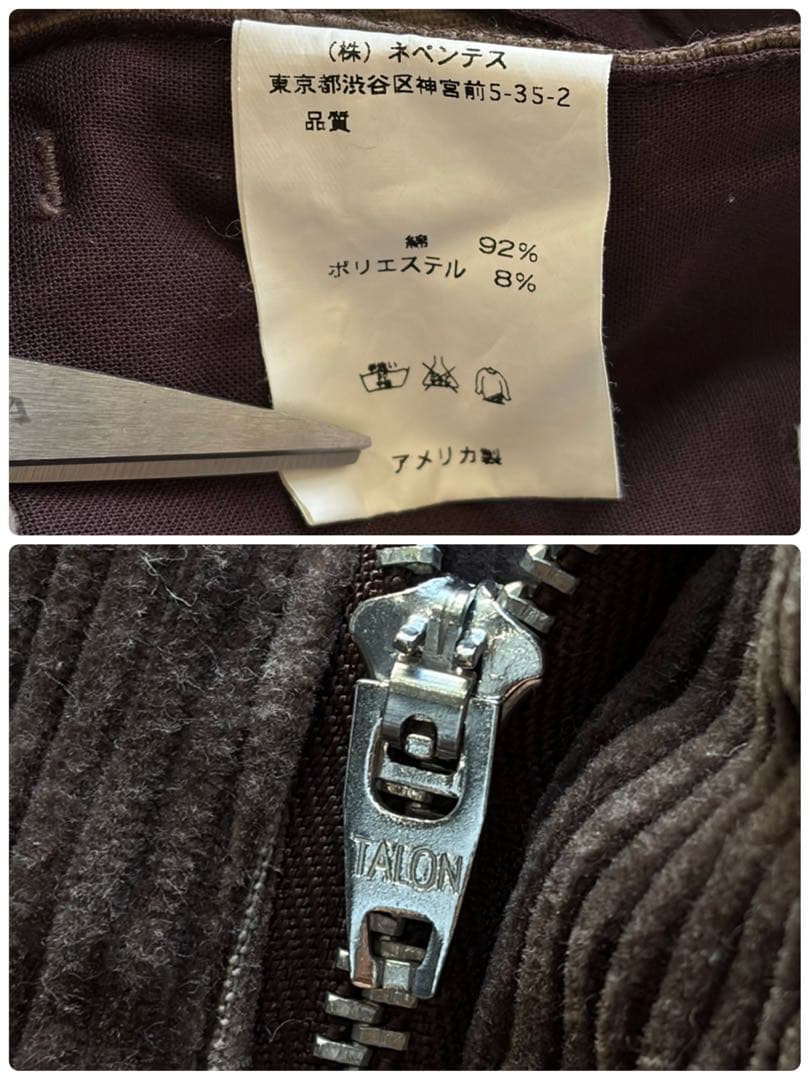 (株) ネペンテス
東京都渋谷区神宮前5-35-2
品質
綿 92%
ポリエステル 8%
アメリカ製
TALON